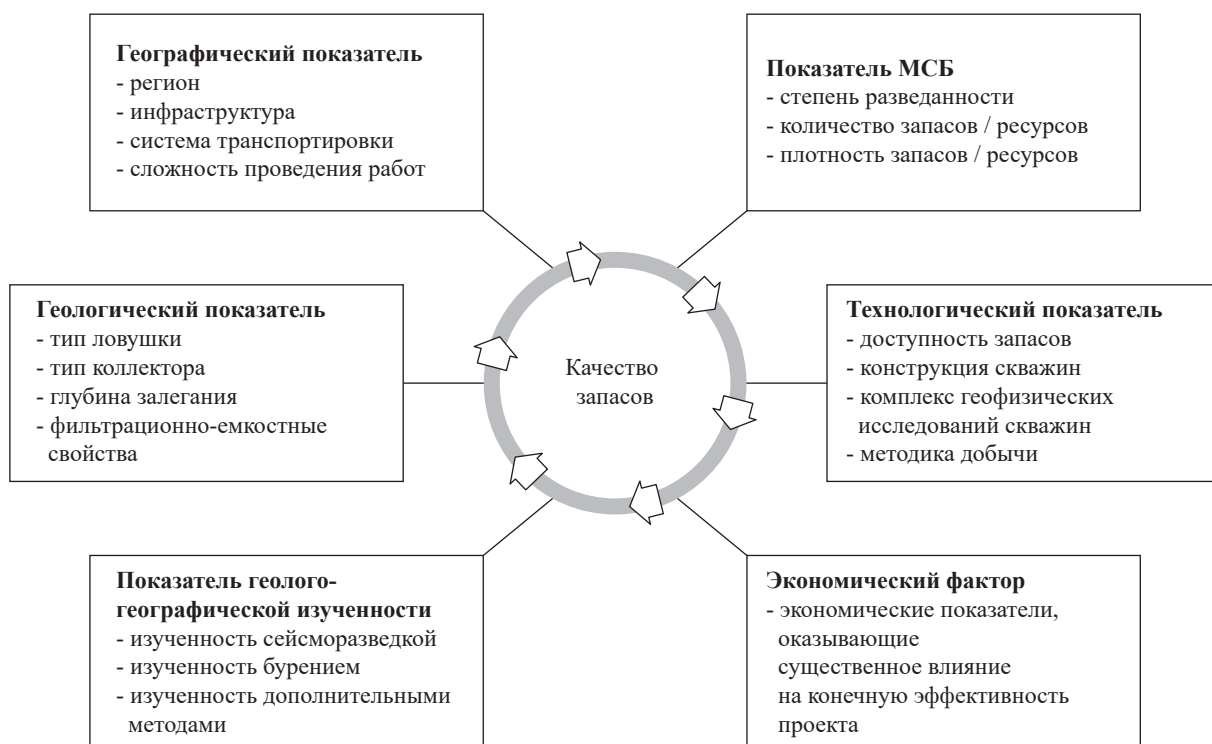 Географический показатель
- регион
- инфраструктура
- система транспортировки
- сложность проведения работ
Показатель МСБ
- степень разведанности
- количество запасов / ресурсов
- плотность запасов / ресурсов
Геологический показатель
- тип ловушки
- тип коллектора
- глубина залегания
- фильтрационно-емкостные
свойства
Качество
запасов
Технологический показатель
- доступность запасов
- конструкция скважин
- комплекс геофизических
исследований скважин
- методика добычи
Показатель геолого-
географической изученности
- изученность сейсморазведкой
- изученность бурением
- изученность дополнительными
методами
Экономический фактор
- экономические показатели,
оказывающие
существенное влияние
на конечную эффективность
проекта